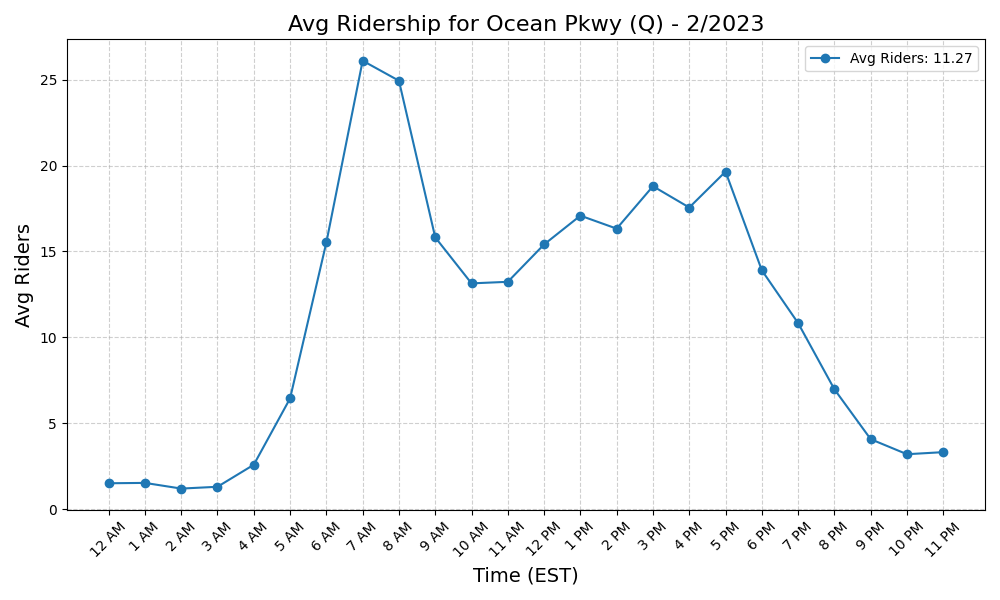 Avg Ridership for Ocean Pkwy (Q) - 2/2023
Avg Riders: 11.27
Avg Riders
25
20
15
10
5
0
12 AM
1 AM
2 AM
3 AM
4 AM
5 AM
6 AM
7 AM
8 AM
9 AM
10 AM
11 AM
12 PM
1 PM
2 PM
3 PM
4 PM
5 PM
6 PM
7 PM
8 PM
9 PM
10 PM
11 PM
Time (EST)